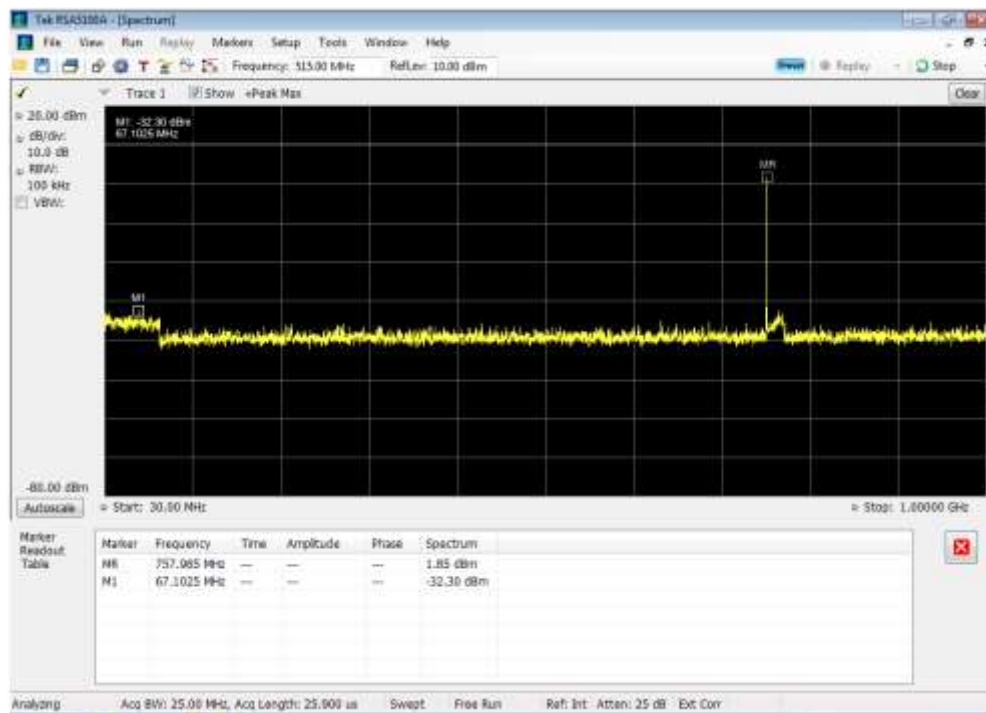 Tek RSA5100A - [Spectrum]
File View Run Replay Markers Setup Tools Window Help
Frequency: 515.00 MHz RefLev: 10.00 dBm Preset Replay Stop
Trace 1 Show +Peak Max Clear
20.00 dBm
dB/div:
10.0 dB
RBW:
100 kHz
VBW:
M1: -32.30 dBm
67.1025 MHz
MR
M1
-80.00 dBm
Autoscale Start: 30.00 MHz Stop: 1.00000 GHz
Marker
Readout
Table
Marker Frequency Time Amplitude Phase Spectrum
MR 757.985 MHz --- --- --- 1.85 dBm
M1 67.1025 MHz --- --- --- -32.30 dBm
Analyzing Acq BW: 25.00 MHz, Acq Length: 25.900 us Swept Free Run Ref: Int Atten: 25 dB Ext Corr